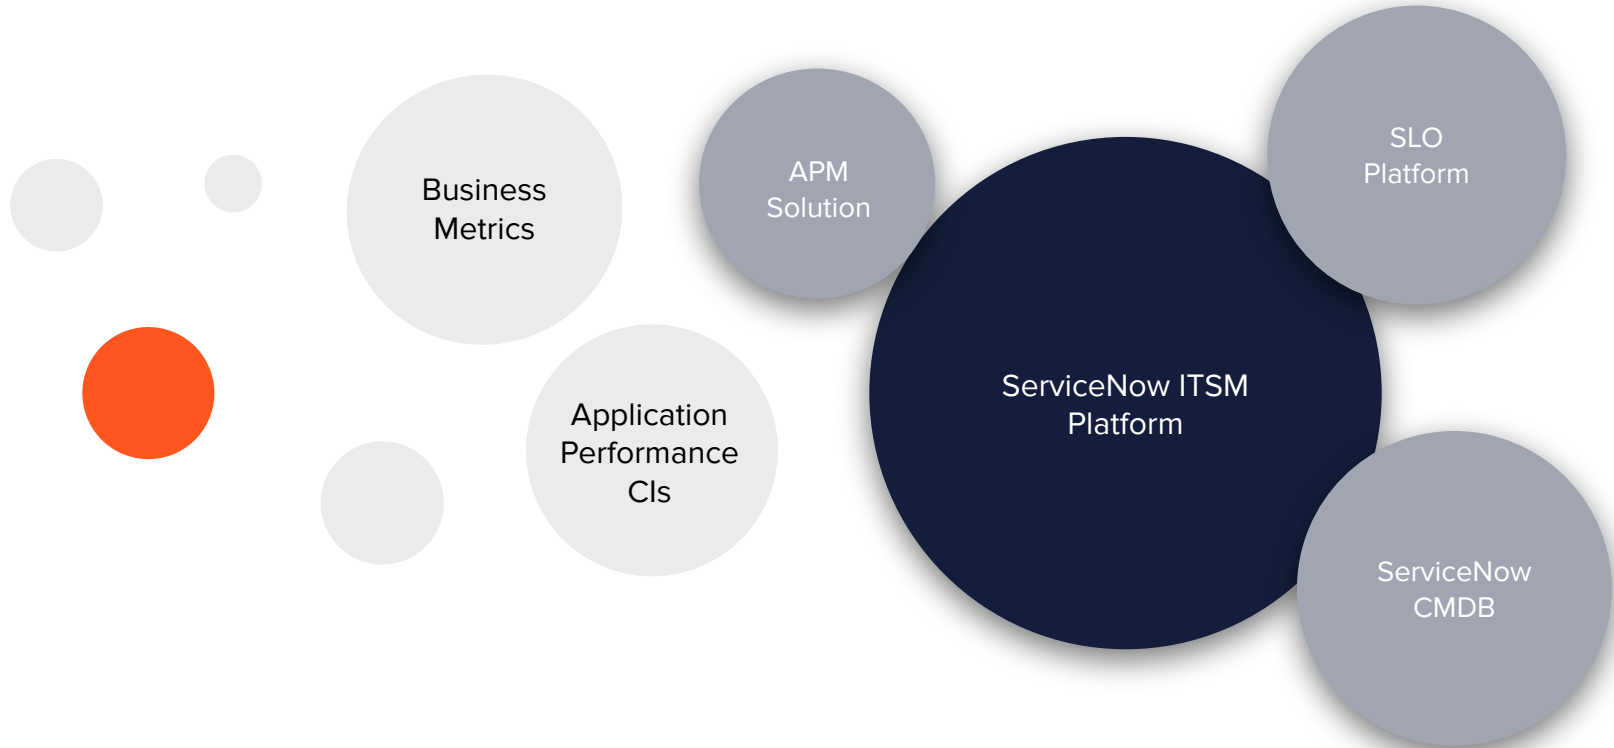 Business
Metrics
Application
Performance
CIs
APM
Solution
ServiceNow ITSM
Platform
SLO
Platform
ServiceNow
CMDB